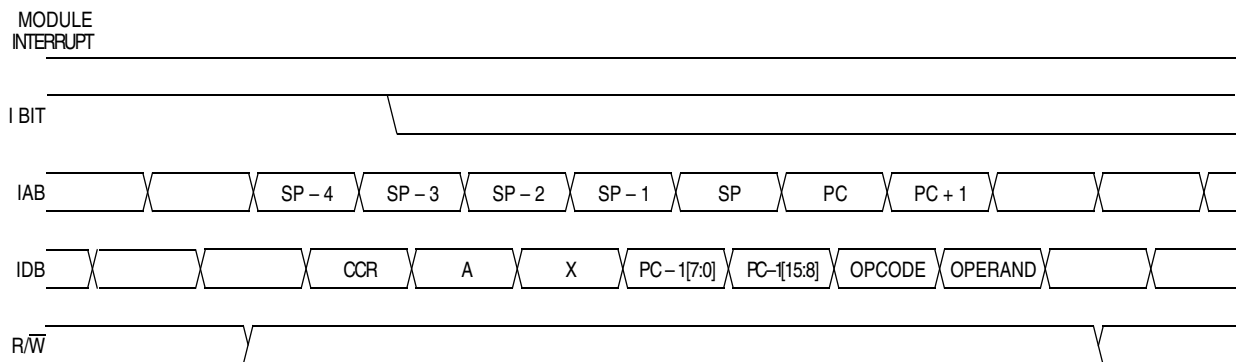 MODULE
INTERRUPT
I BIT
IAB SP – 4 SP – 3 SP – 2 SP – 1 SP PC PC + 1
IDB CCR A X PC – 1[7:0] PC–1[15:8] OPCODE OPERAND
R/W̅